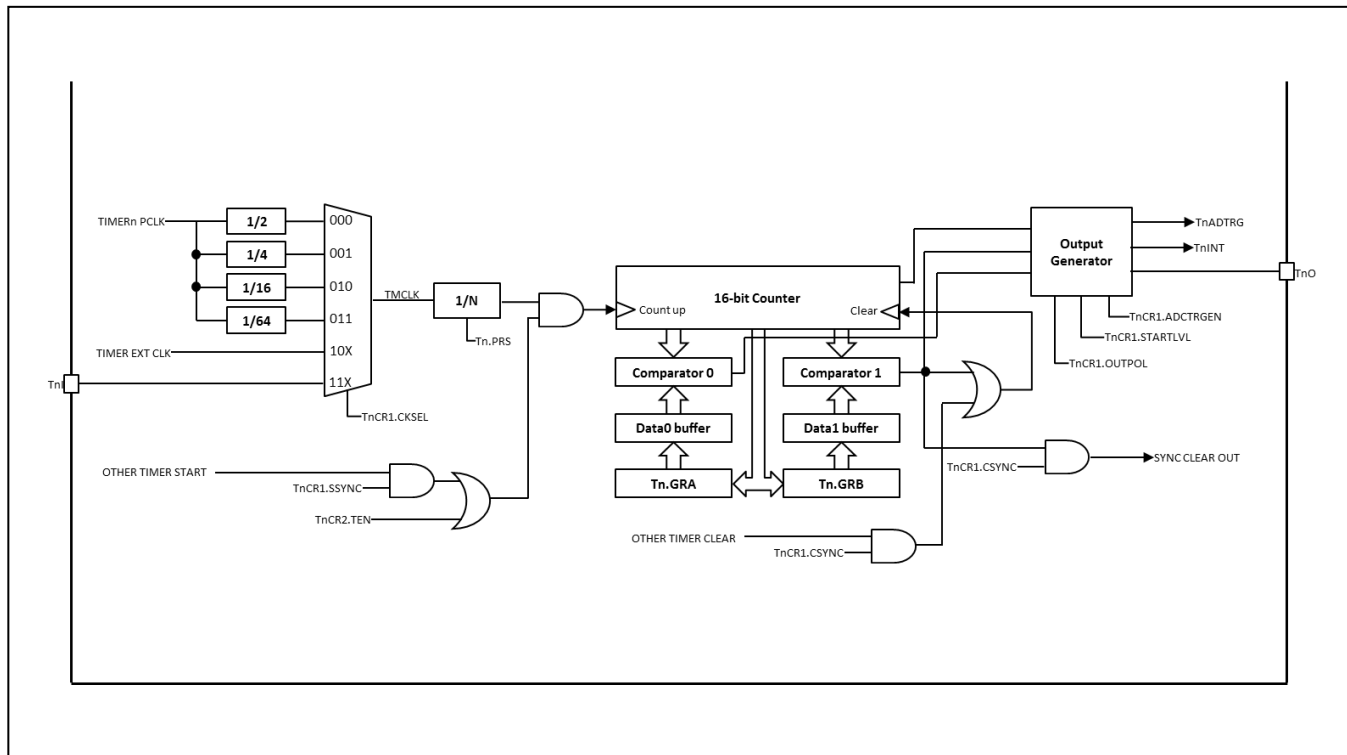 TIMERn PCLK
1/2
000
1/4
001
1/16
010
1/64
011
TIMER EXT CLK
10X
TnI
11X
TnCR1.CKSEL
TMCLK
1/N
Tn.PRS
OTHER TIMER START
TnCR1.SSYNC
TnCR2.TEN
16-bit Counter
Count up
Clear
Comparator 0
Comparator 1
Data0 buffer
Data1 buffer
Tn.GRA
Tn.GRB
OTHER TIMER CLEAR
TnCR1.CSYNC
Output
Generator
TnADTRG
TnINT
TnO
TnCR1.ADCTRGEN
TnCR1.STARTLVL
TnCR1.OUTPOL
TnCR1.CSYNC
SYNC CLEAR OUT